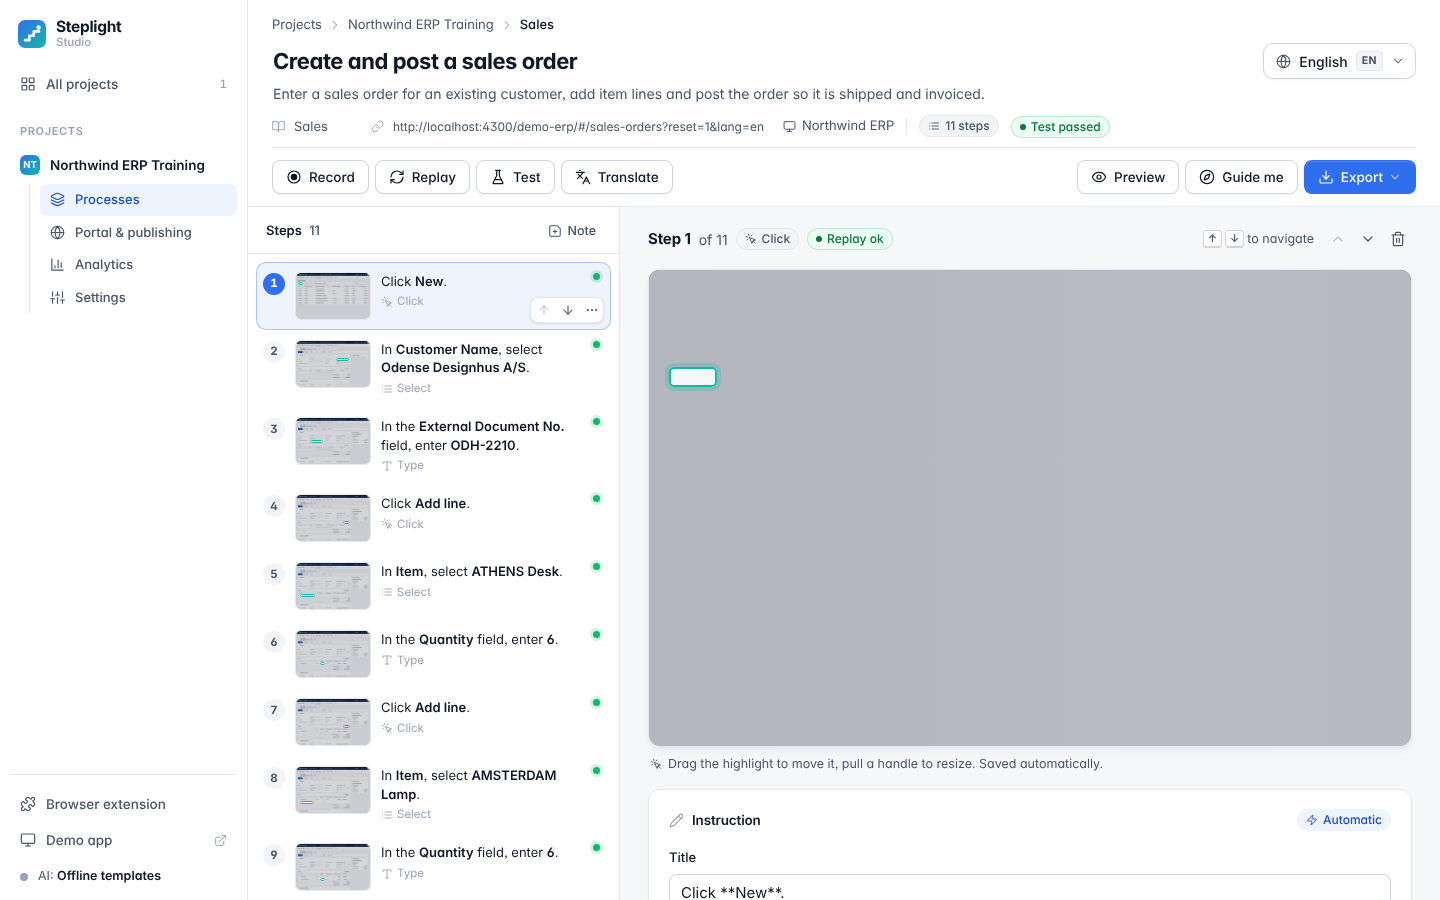 Steplight
Studio
All projects 1
PROJECTS
NT Northwind ERP Training
Processes
Portal & publishing
Analytics
Settings
Browser extension
Demo app
AI: Offline templates
Projects > Northwind ERP Training > Sales
Create and post a sales order
English EN
Enter a sales order for an existing customer, add item lines and post the order so it is shipped and invoiced.
Sales http://localhost:4300/demo-erp/#/sales-orders?reset=1&lang=en Northwind ERP 11 steps Test passed
Record Replay Test Translate Preview Guide me Export
Steps 11 Note
1 Click New.
Click
2 In Customer Name, select
Odense Designhus A/S.
Select
3 In the External Document No.
field, enter ODH-2210.
Type
4 Click Add line.
Click
5 In Item, select ATHENS Desk.
Select
6 In the Quantity field, enter 6.
Type
7 Click Add line.
Click
8 In Item, select AMSTERDAM
Lamp.
Select
9 In the Quantity field, enter 6.
Type
Step 1 of 11 Click Replay ok ↑ ↓ to navigate
Drag the highlight to move it, pull a handle to resize. Saved automatically.
Instruction Automatic
Title
Click **New**.